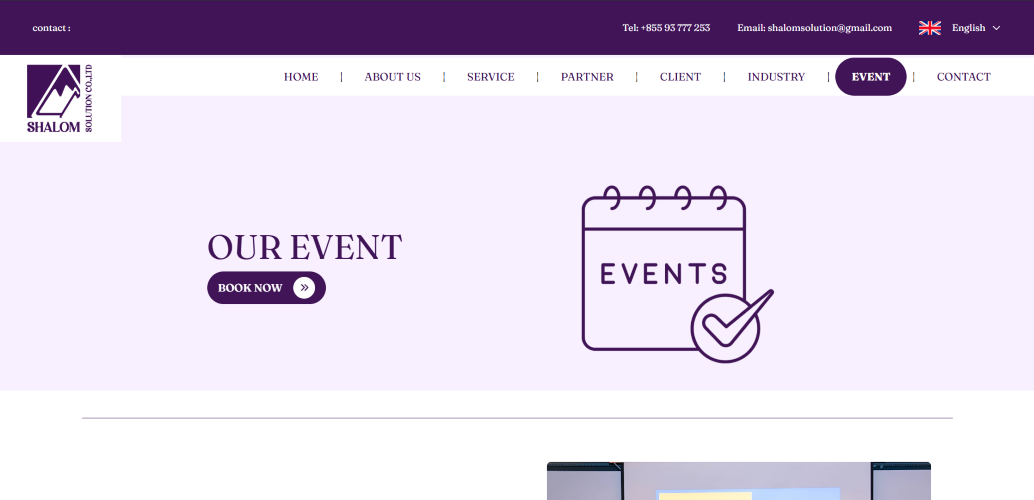 contact :
Tel: +855 93 777 253
Email: shalomsolution@gmail.com
English
SHALOM
SOLUTION CO.,LTD
HOME | ABOUT US | SERVICE | PARTNER | CLIENT | INDUSTRY | EVENT | CONTACT
OUR EVENT
BOOK NOW
EVENTS